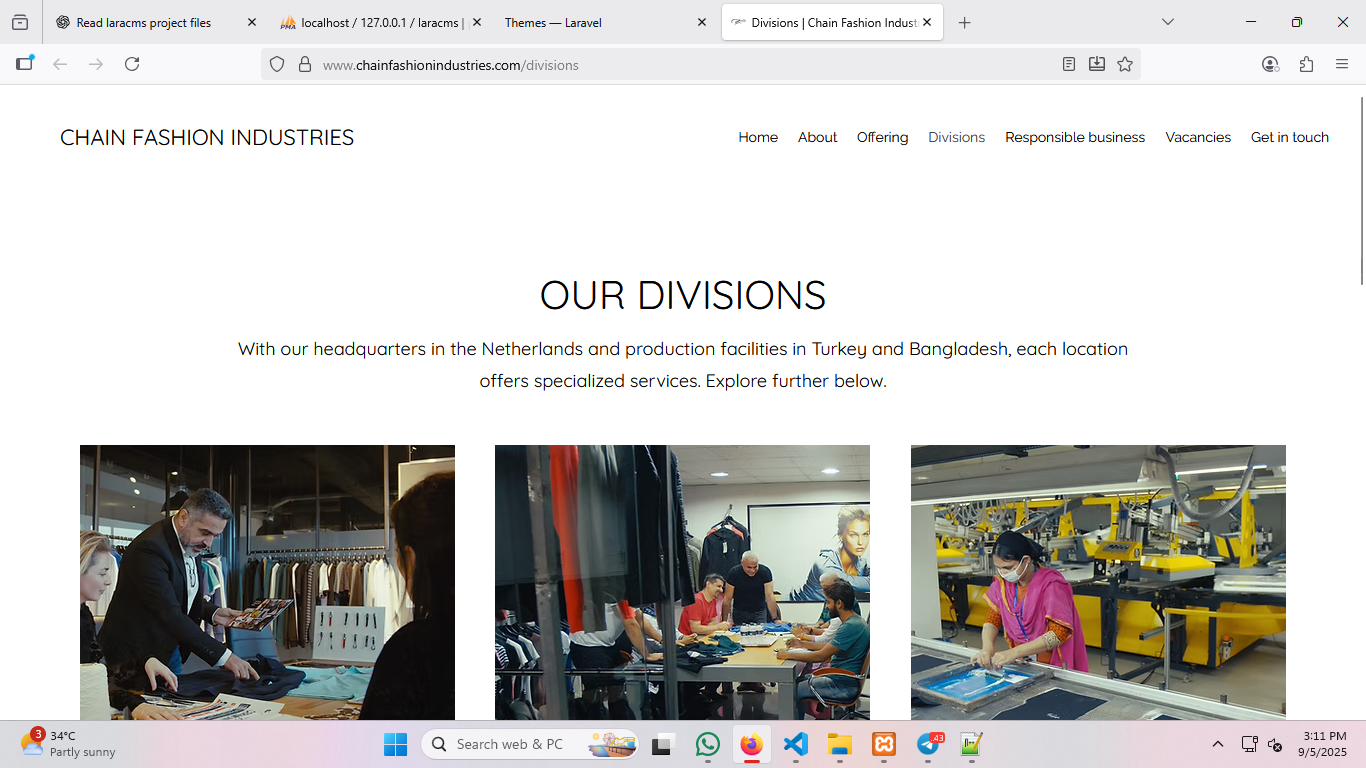 Read laracms project files
localhost / 127.0.0.1 / laracms |
Themes — Laravel
Divisions | Chain Fashion Indust
www.chainfashionindustries.com/divisions
CHAIN FASHION INDUSTRIES
Home About Offering Divisions Responsible business Vacancies Get in touch
OUR DIVISIONS
With our headquarters in the Netherlands and production facilities in Turkey and Bangladesh, each location
offers specialized services. Explore further below.
3
34°C
Partly sunny
Search web & PC
43
3:11 PM
9/5/2025